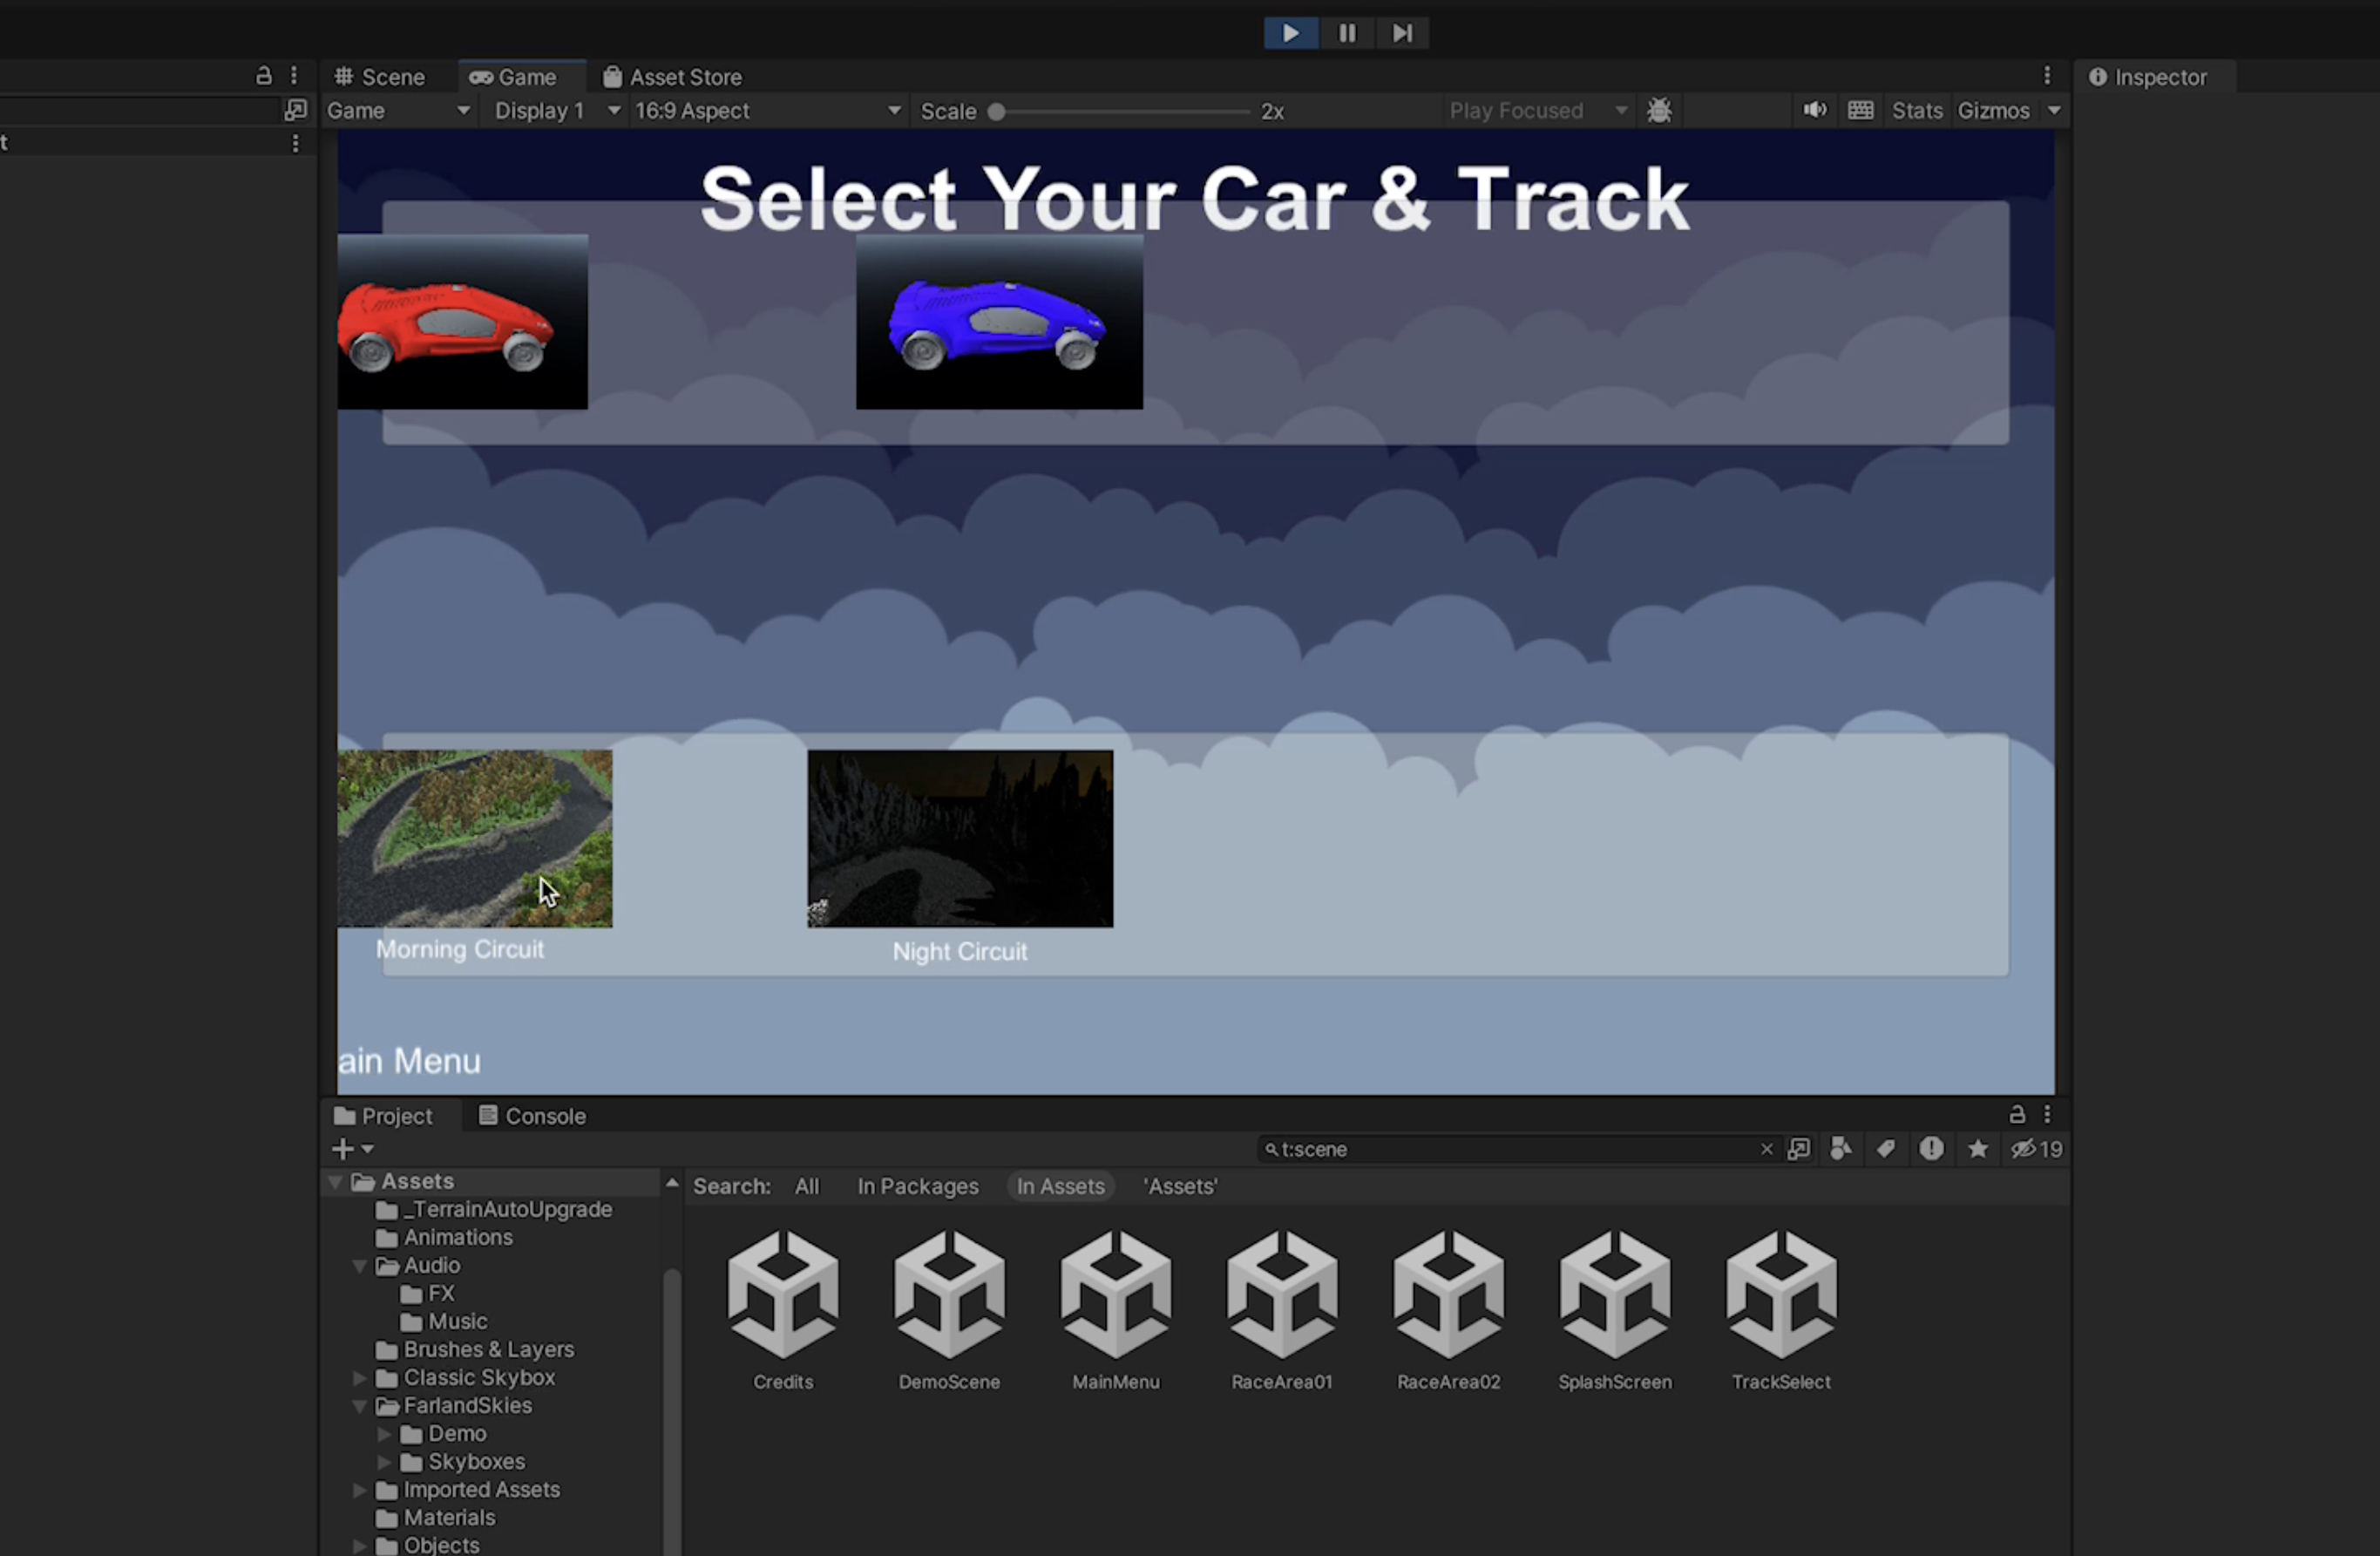 Scene
Game
Asset Store
Inspector
Game
Display 1
16:9 Aspect
Scale
2x
Play Focused
Stats
Gizmos
t
Select Your Car & Track
Morning Circuit
Night Circuit
ain Menu
Project
Console
t:scene
19
Assets
Search:
All
In Packages
In Assets
'Assets'
_TerrainAutoUpgrade
Animations
Audio
FX
Music
Brushes & Layers
Classic Skybox
FarlandSkies
Demo
Skyboxes
Imported Assets
Materials
Objects
Credits
DemoScene
MainMenu
RaceArea01
RaceArea02
SplashScreen
TrackSelect